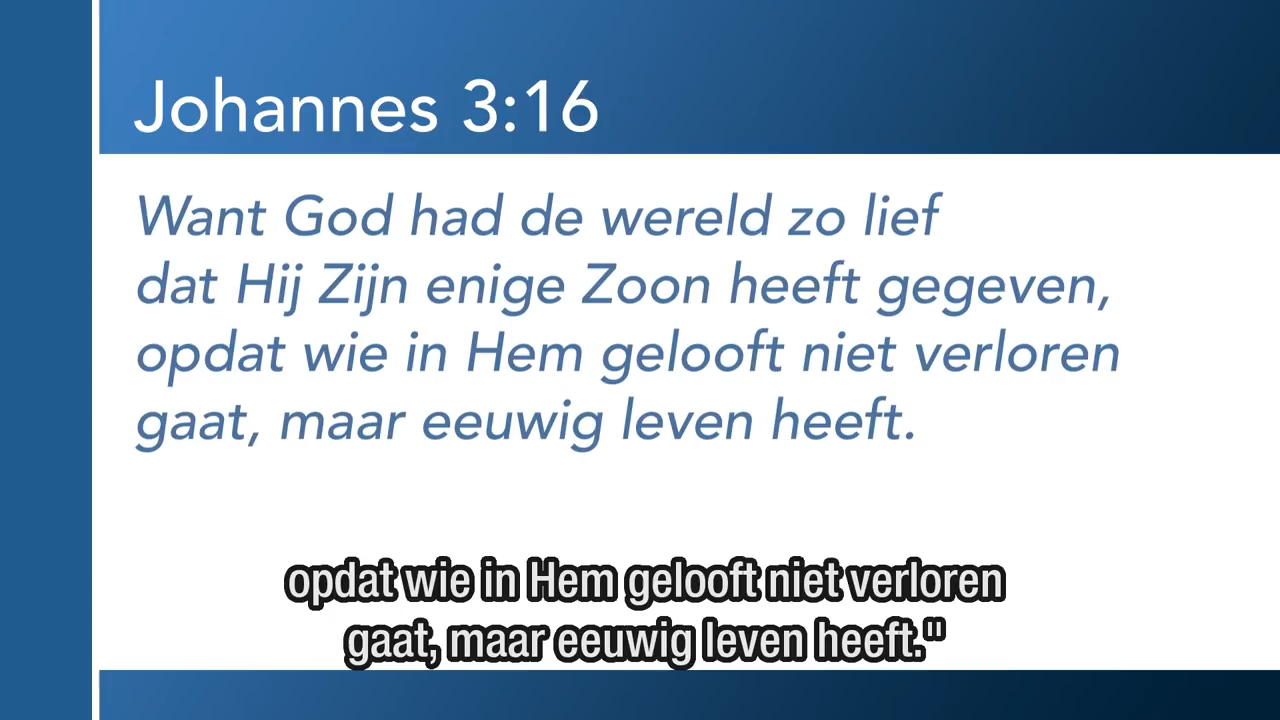 Johannes 3:16
Want God had de wereld zo lief
dat Hij Zijn enige Zoon heeft gegeven,
opdat wie in Hem gelooft niet verloren
gaat, maar eeuwig leven heeft.
opdat wie in Hem gelooft niet verloren
gaat, maar eeuwig leven heeft."